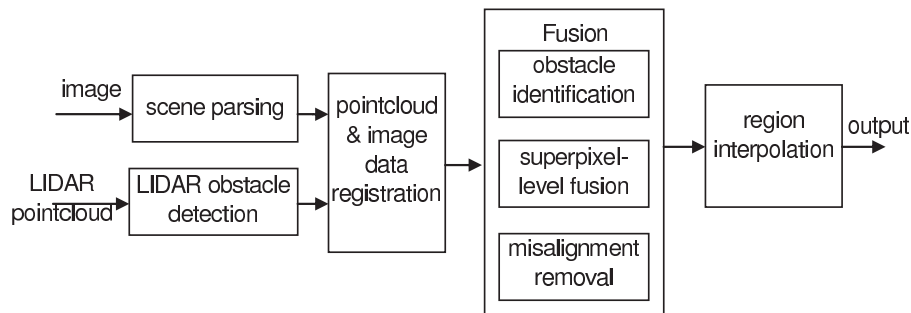 image
scene parsing
LIDAR
pointcloud
LIDAR obstacle
detection
pointcloud
& image
data
registration
Fusion
obstacle
identification
superpixel-
level fusion
misalignment
removal
region
interpolation
output